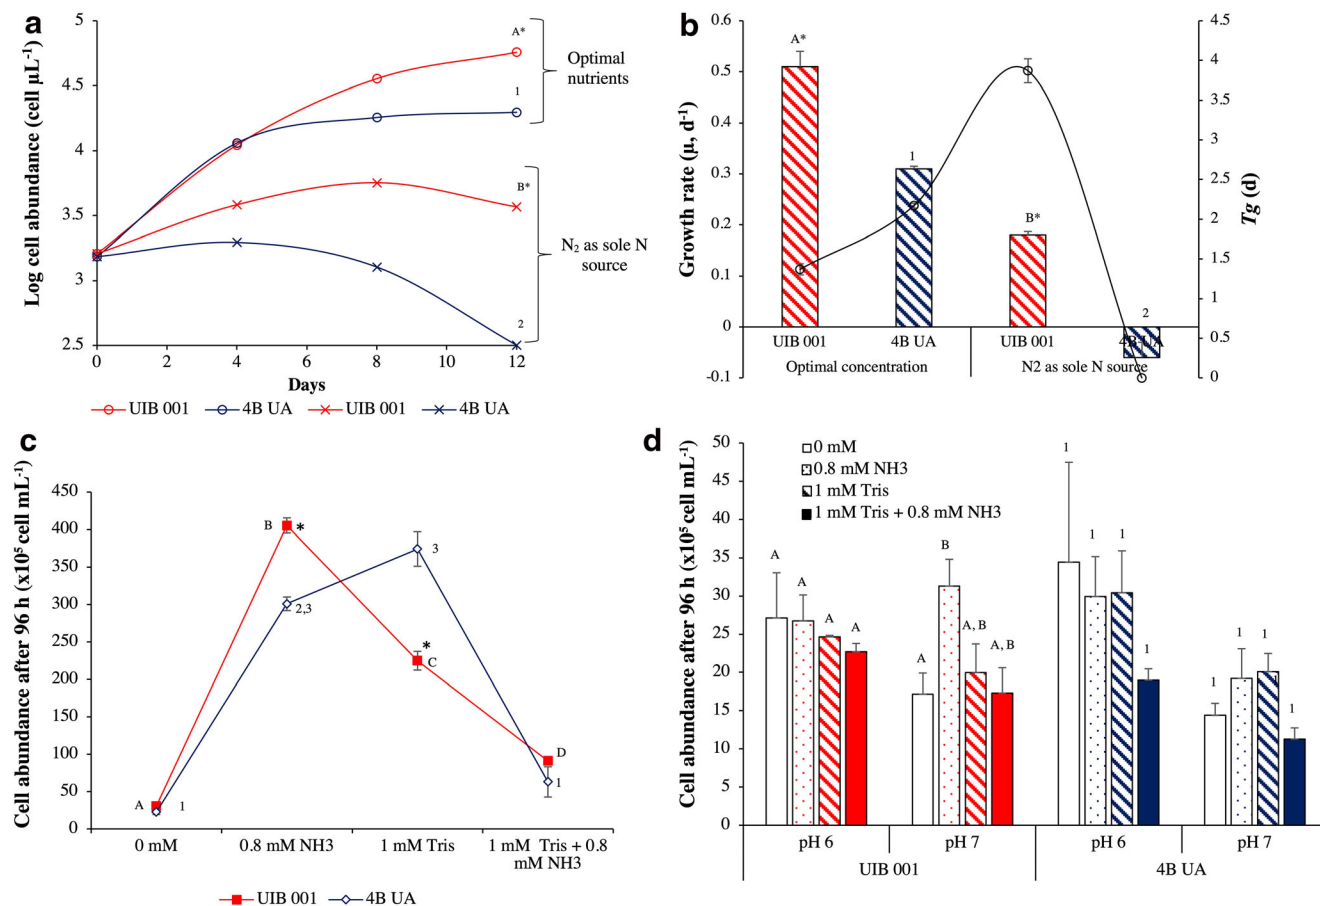 a
Log cell abundance (cell µL⁻¹)
5
4.5
4
3.5
3
2.5
0
2
4
6
8
10
12
Days
A*
1
B*
2
Optimal
nutrients
N₂ as sole N
source
UIB 001
4B UA
UIB 001
4B UA
b
Growth rate (µ, d⁻¹)
0.6
0.5
0.4
0.3
0.2
0.1
0
-0.1
A*
1
B*
2
UIB 001
4B UA
UIB 001
4B UA
Optimal concentration
N2 as sole N source
4.5
4
3.5
3
2.5
2
1.5
1
0.5
0
Tg (d)
c
Cell abundance after 96 h (x10⁵ cell mL⁻¹)
450
400
350
300
250
200
150
100
50
0
A
1
B
*
2,3
3
*
C
D
1
0 mM
0.8 mM NH3
1 mM Tris
1 mM Tris + 0.8
mM NH3
UIB 001
4B UA
d
Cell abundance after 96 h (x10⁵ cell mL⁻¹)
50
45
40
35
30
25
20
15
10
5
0
0 mM
0.8 mM NH3
1 mM Tris
1 mM Tris + 0.8 mM NH3
A
A
A
A
A
B
A, B
A, B
1
1
1
1
1
1
1
1
1
pH 6
pH 7
pH 6
pH 7
UIB 001
4B UA